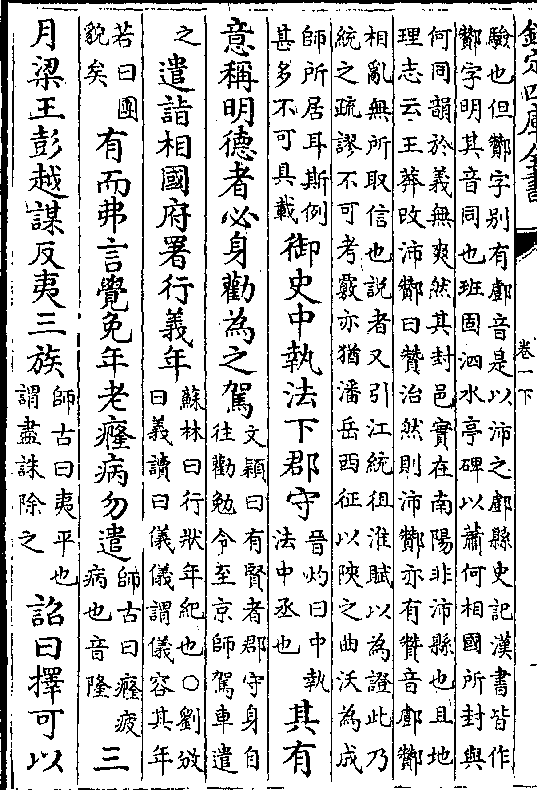 欽定四庫全書
卷一下
驗也但酇字别有䣜音是以沛之䣜縣史記漢書皆作
酇字明其音同也班固泗水亭碑以蕭何相國所封與
何同韻於義無爽然其封邑實在南陽非沛縣也且地
理志云王莽改沛酇曰贊治然則沛酇亦有贊音䣜酇
相亂無所取信也説者又引江統徂淮賦以為證此乃
統之疏謬不可考覈亦猶潘岳西征以陜之曲沃為成
師所居耳斯例
甚多不可具載
御史中執法下郡守
晉灼曰中執
法中丞也
其有
意稱明德者必身勸為之駕
文穎曰有賢者郡守身自
往勸勉令至京師駕車遣
之
遣詣相國府署行義年
蘇林曰行狀年紀也○劉攽
曰義讀曰儀儀謂儀容其年
若曰團
貌矣
有而弗言覺免年老癃病勿遣
師古曰癃疲
病也音隆
三
月梁王彭越謀反夷三族
師古曰夷平也
謂盡誅除之
詔曰擇可以